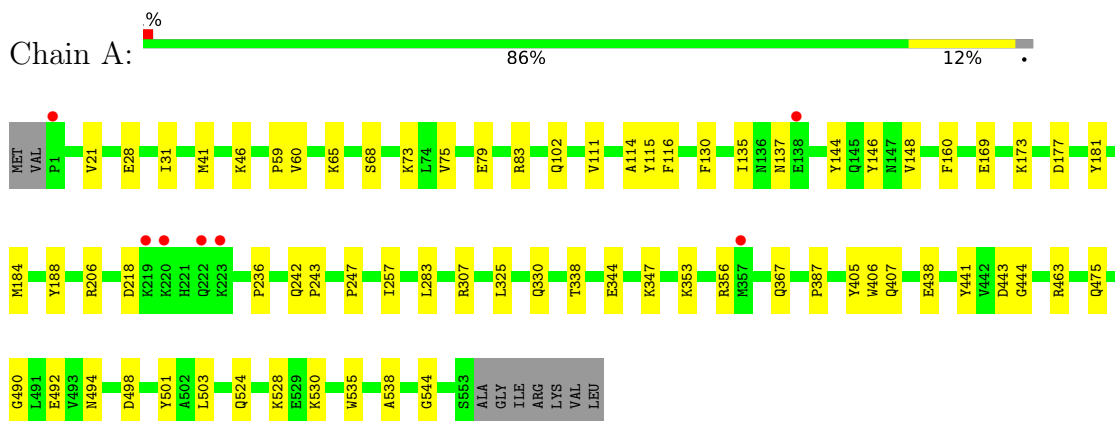 .%
Chain A:
86% 12% •
MET VAL P1 V21 E28 I31 M41 K46 P59 V60 K65 S68 K73 L74 V75 E79 R83 Q102 V111 A114 Y115 F116 F130 I135 N136 N137 E138 Y144 Q145 Y146 N147 V148 F160 E169 K173 D177 Y181
M184 Y188 R206 D218 K219 K220 H221 Q222 K223 P236 Q242 P243 P247 I257 L283 R307 L325 Q330 T338 E344 K347 K353 R356 M357 Q367 P387 Y405 W406 Q407 E438 Y441 V442 D443 G444 R463 Q475
G490 L491 E492 V493 N494 D498 Y501 A502 L503 Q524 K528 E529 K530 W535 A538 G544 S553 ALA GLY ILE ARG LYS VAL LEU